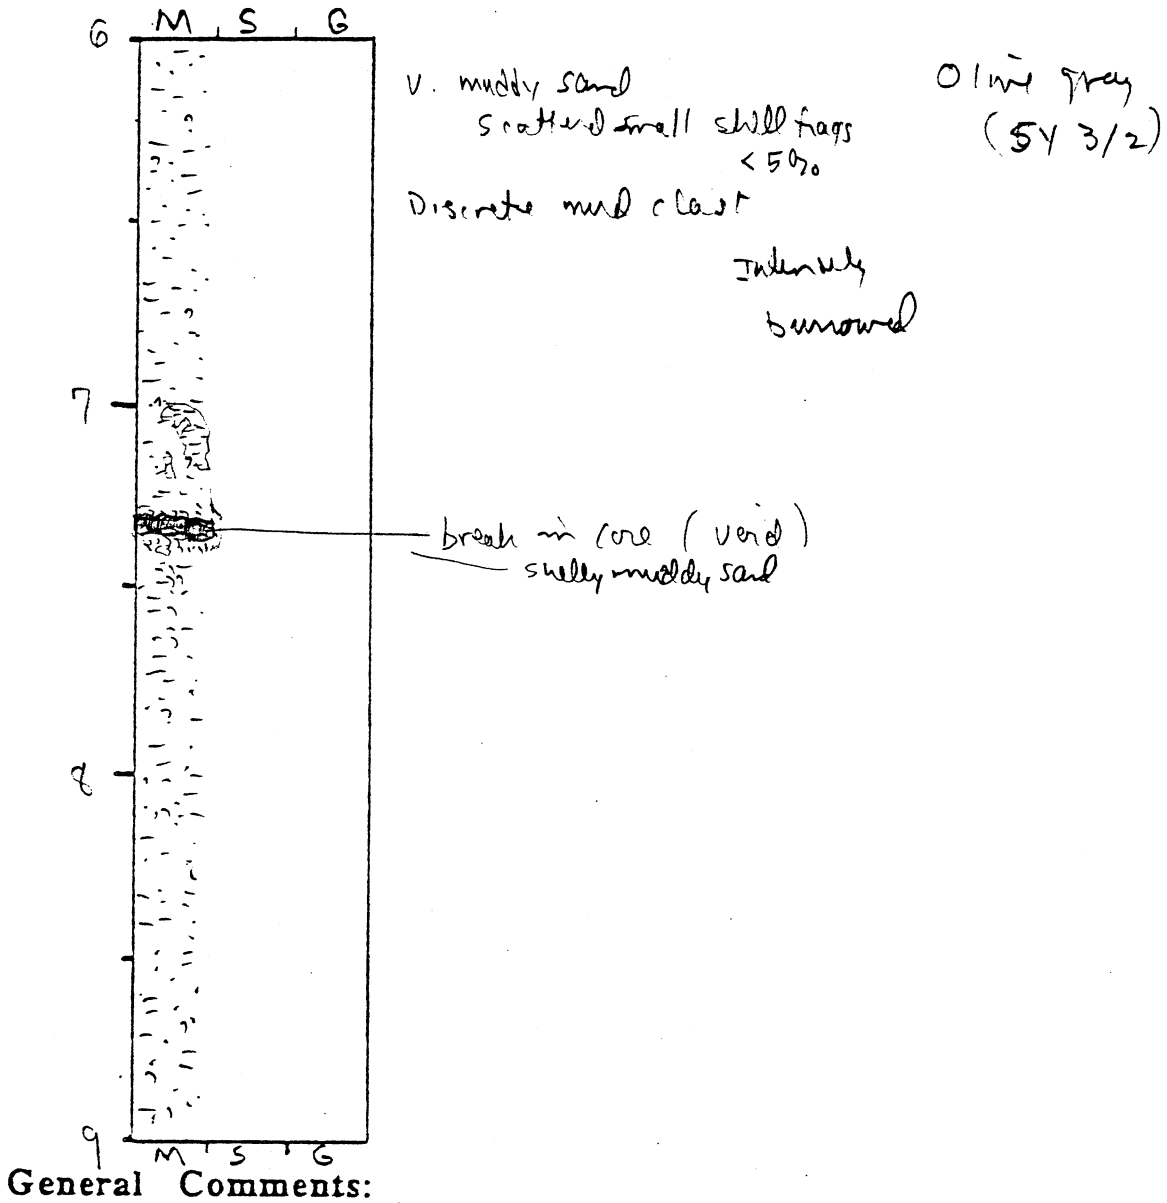 M S G
6
V. muddy sand
scattered small shell frags
<5%
Olive gray
(5Y 3/2)
Discrete mud clast
Intensely
burrowed
7
break in core (void)
shelly muddy sand
8
9
M S G
General Comments: